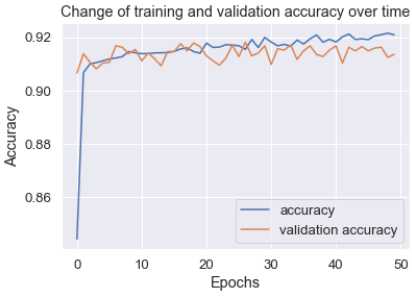 Change of training and validation accuracy over time
0.92
0.90
0.88
0.86
Accuracy
accuracy
validation accuracy
0 10 20 30 40 50
Epochs